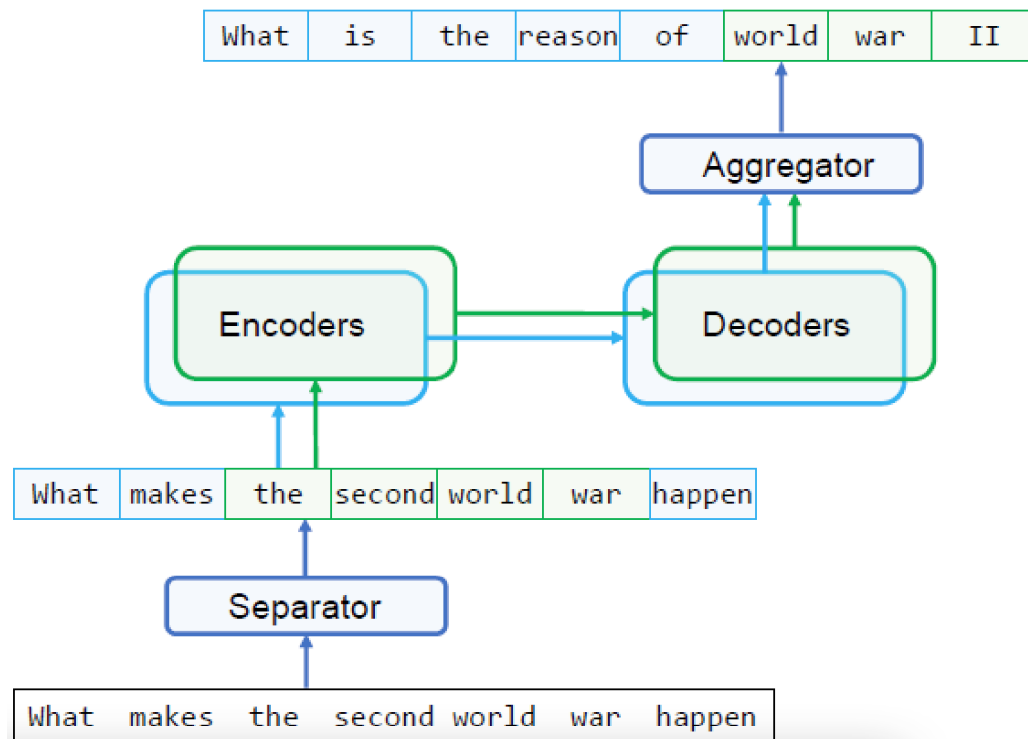 What is the reason of world war II
Aggregator
Encoders Decoders
What makes the second world war happen
Separator
What makes the second world war happen